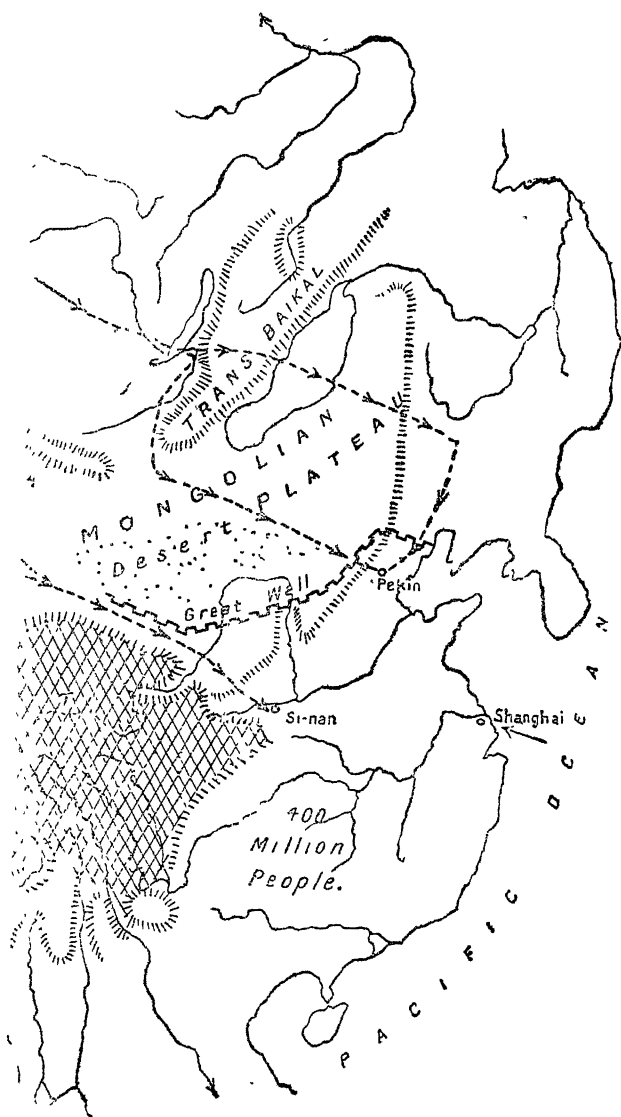 TRANS BAIKAL
MONGOLIAN
PLATEAU
Desert
Great Wall
Pekin
Si-nan
Shanghai
400
Million
People.
PACIFIC OCEAN